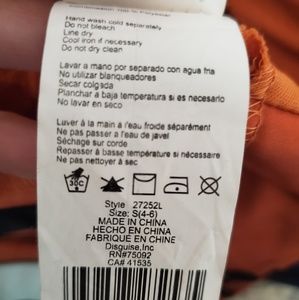 Hand wash cold separately
Do not bleach
Line dry
Cool iron if necessary
Do not dry clean
Lavar a mano por separado con agua fria
No utilizar blanqueadores
Secar colgada
Planchar a baja temperatura si es necesario
No lavar en seco
Laver à la main à l'eau froide séparément
Ne pas passer a l'eau de javel
Séchage sur corde
Repasser à basse température si nécessaire
Ne pas nettoyer à sec
30C
Style 27252L
Size: S(4-6)
MADE IN CHINA
HECHO EN CHINA
FABRIQUÉ EN CHINE
Disguise,Inc
RN#75092
CA# 41535